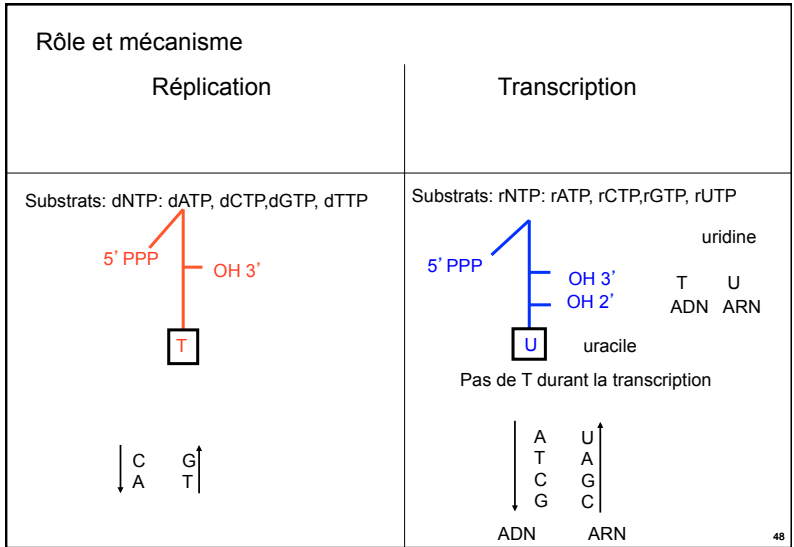 Rôle et mécanisme
Réplication
Transcription
Substrats: dNTP: dATP, dCTP,dGTP, dTTP
5’ PPP
OH 3’
T
C G
A T
Substrats: rNTP: rATP, rCTP,rGTP, rUTP
uridine
5’ PPP
OH 3’
OH 2’
T U
ADN ARN
U
uracile
Pas de T durant la transcription
A U
T A
C G
G C
ADN ARN
48